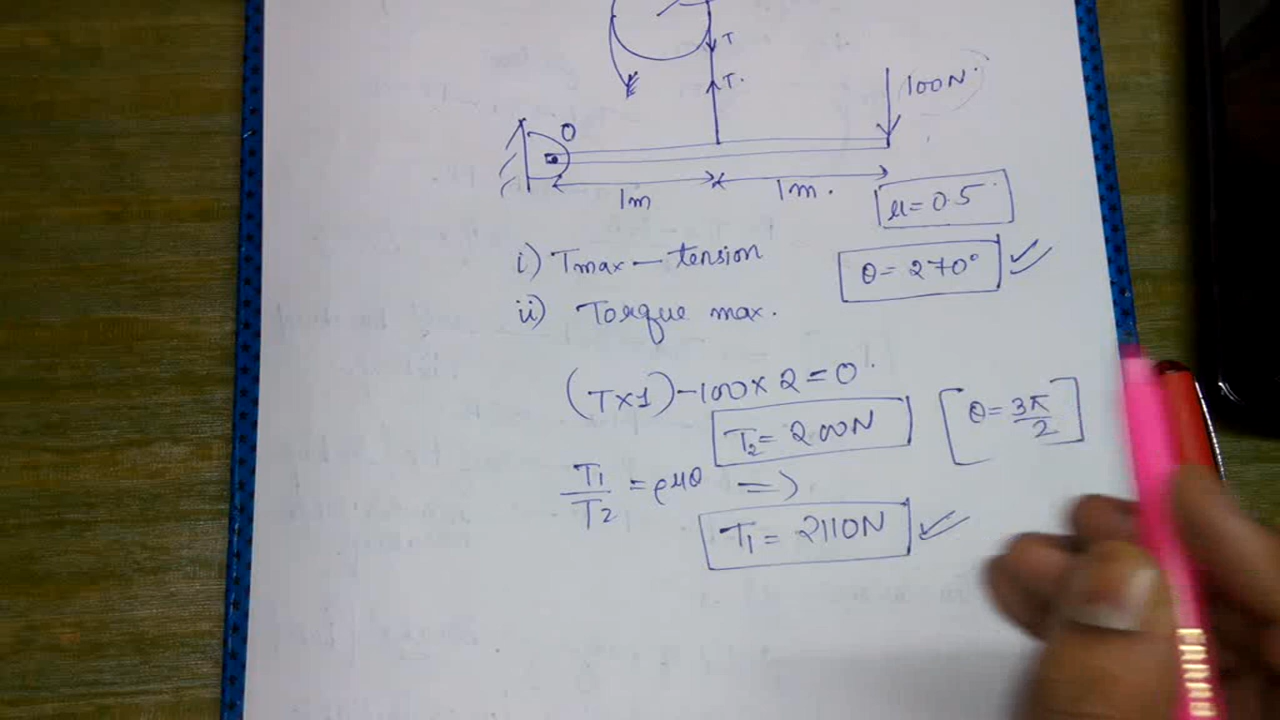 T
T.
100N
O
1m
1m.
μ=0.5
i) Tmax — tension
θ=270°
ii) Torque max.
(T×1)-100×2=0
T2=200N
[θ=3π/2]
T1/T2 = eμθ =>
T1= 2110N